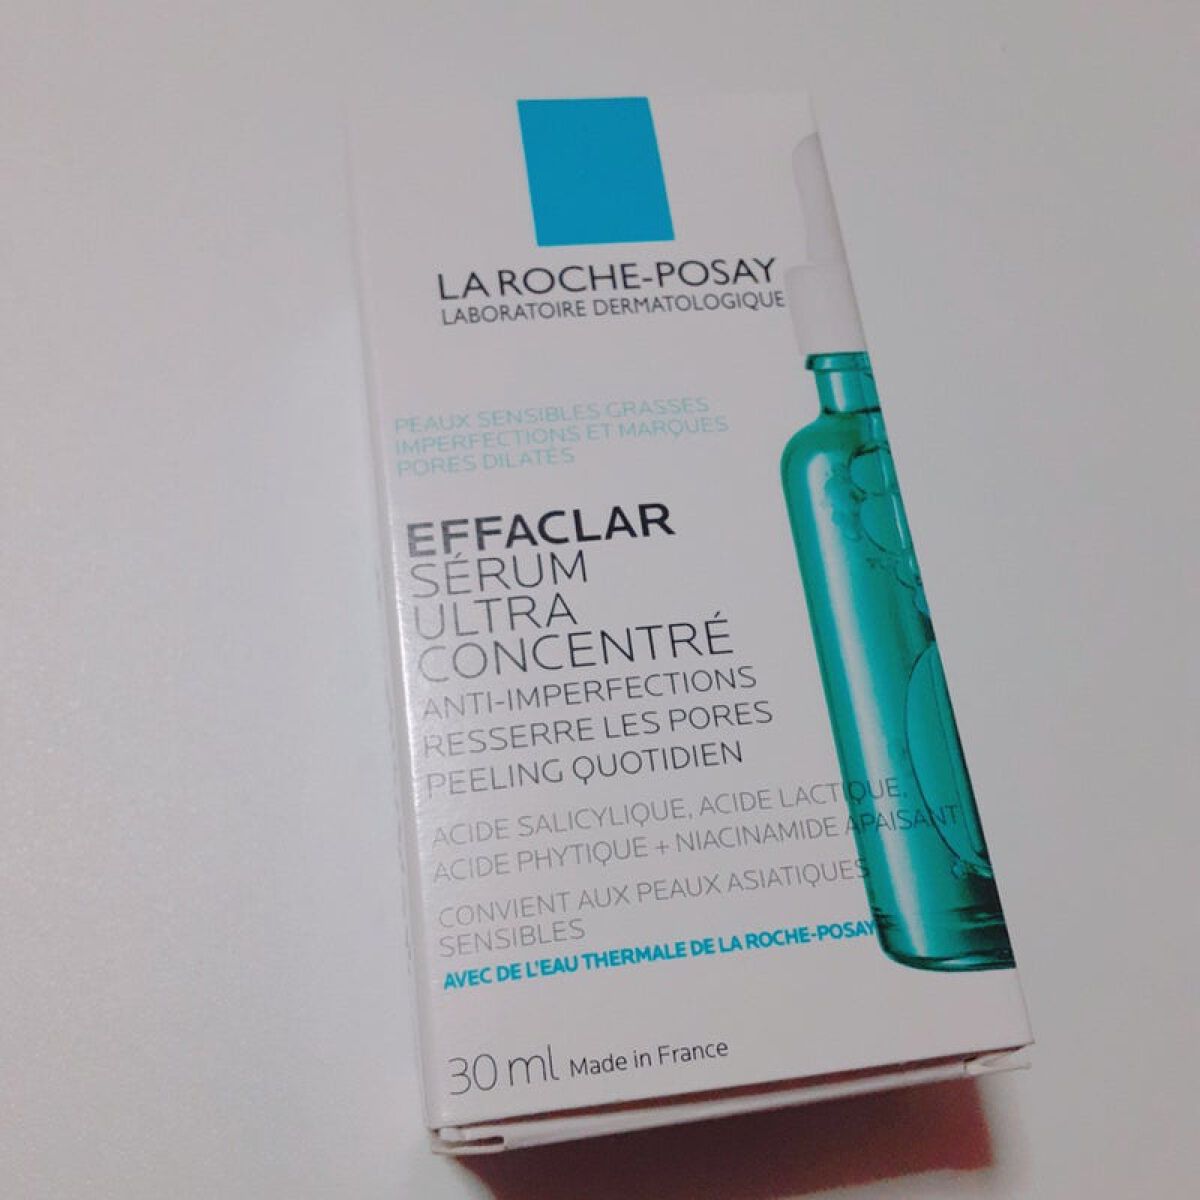 LA ROCHE-POSAY
LABORATOIRE DERMATOLOGIQUE
PEAUX SENSIBLES GRASSES
IMPERFECTIONS ET MARQUES
PORES DILATÉS
EFFACLAR
SÉRUM
ULTRA
CONCENTRÉ
ANTI-IMPERFECTIONS
RESSERRE LES PORES
PEELING QUOTIDIEN
ACIDE SALICYLIQUE, ACIDE LACTIQUE,
ACIDE PHYTIQUE + NIACINAMIDE APAISANT
CONVIENT AUX PEAUX ASIATIQUES
SENSIBLES
AVEC DE L'EAU THERMALE DE LA ROCHE-POSAY
30 ml Made in France